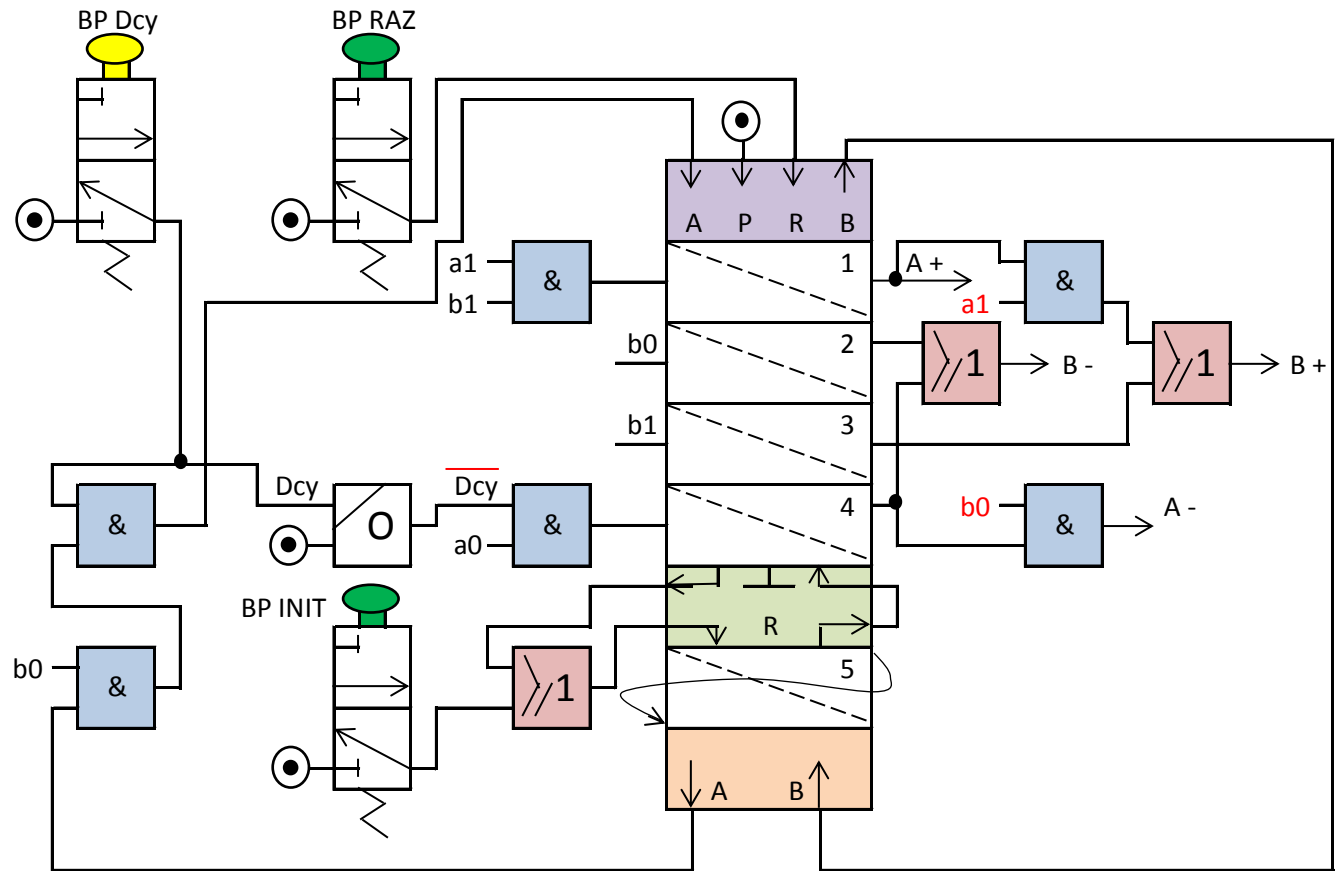 BP Dcy
BP RAZ
A P R B
a1
b1
&
1
A +
a1
&
b0
2
≥1
B -
≥1
B +
b1
3
&
Dcy
O
Dcy
a0
&
4
b0
&
A -
BP INIT
R
b0
&
≥1
5
A B